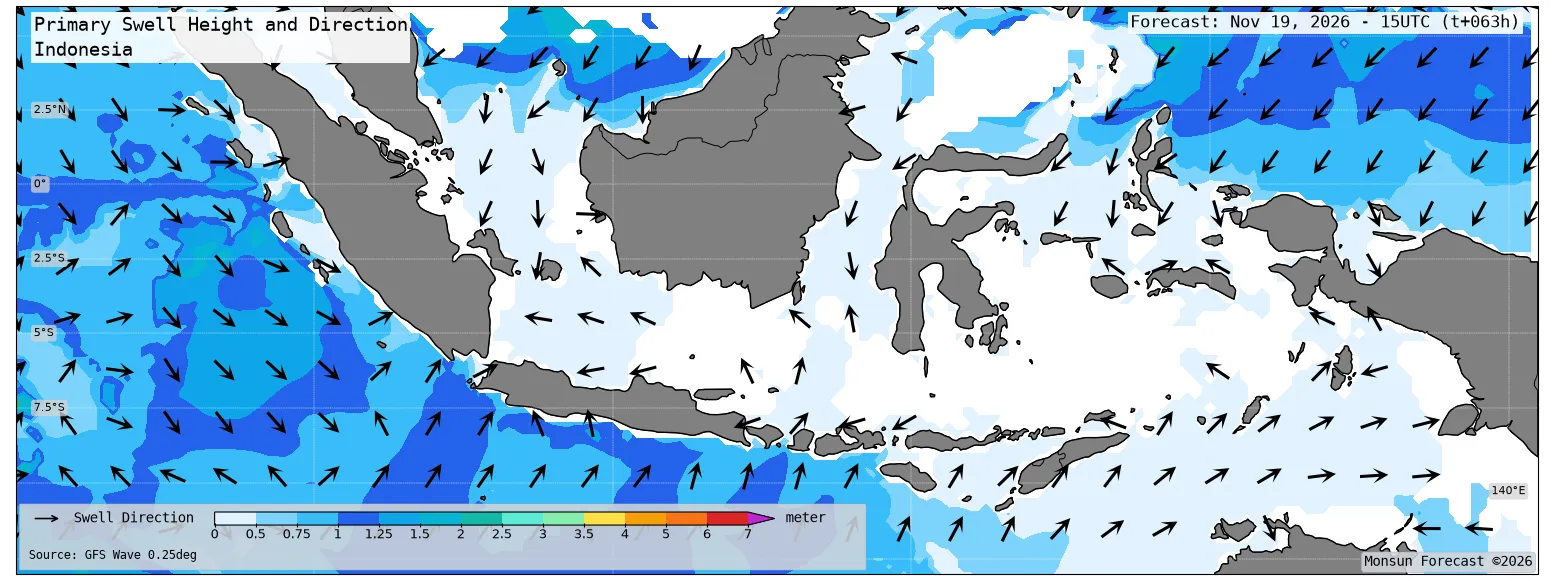 Primary Swell Height and Direction
Indonesia
Forecast: Nov 19, 2026 - 15UTC (t+063h)
2.5°N
0°
2.5°S
5°S
7.5°S
140°E
Swell Direction
0 0.5 0.75 1 1.25 1.5 2 2.5 3 3.5 4 5 6 7
meter
Source: GFS Wave 0.25deg
Monsun Forecast ©2026